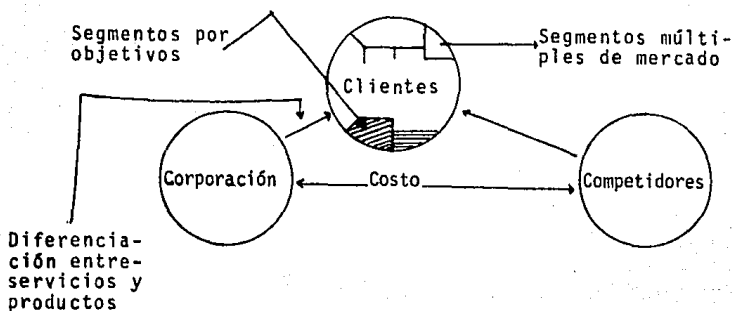 Segmentos por
objetivos
Segmentos múlti-
ples de mercado
Clientes
Corporación
Costo
Competidores
Diferencia-
ción entre-
servicios y
productos